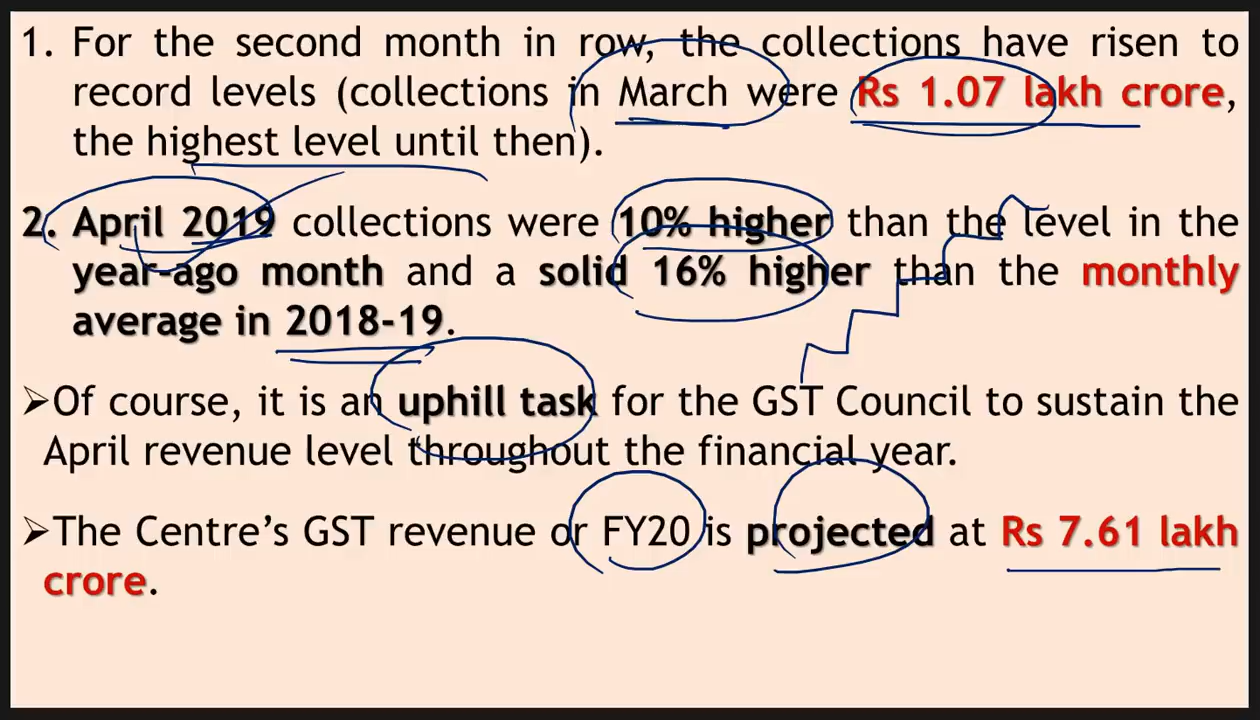 1. For the second month in row, the collections have risen to
record levels (collections in March were Rs 1.07 lakh crore,
the highest level until then).
2. April 2019 collections were 10% higher than the level in the
year-ago month and a solid 16% higher than the monthly
average in 2018-19.
➢Of course, it is an uphill task for the GST Council to sustain the
April revenue level throughout the financial year.
➢The Centre’s GST revenue or FY20 is projected at Rs 7.61 lakh
crore.